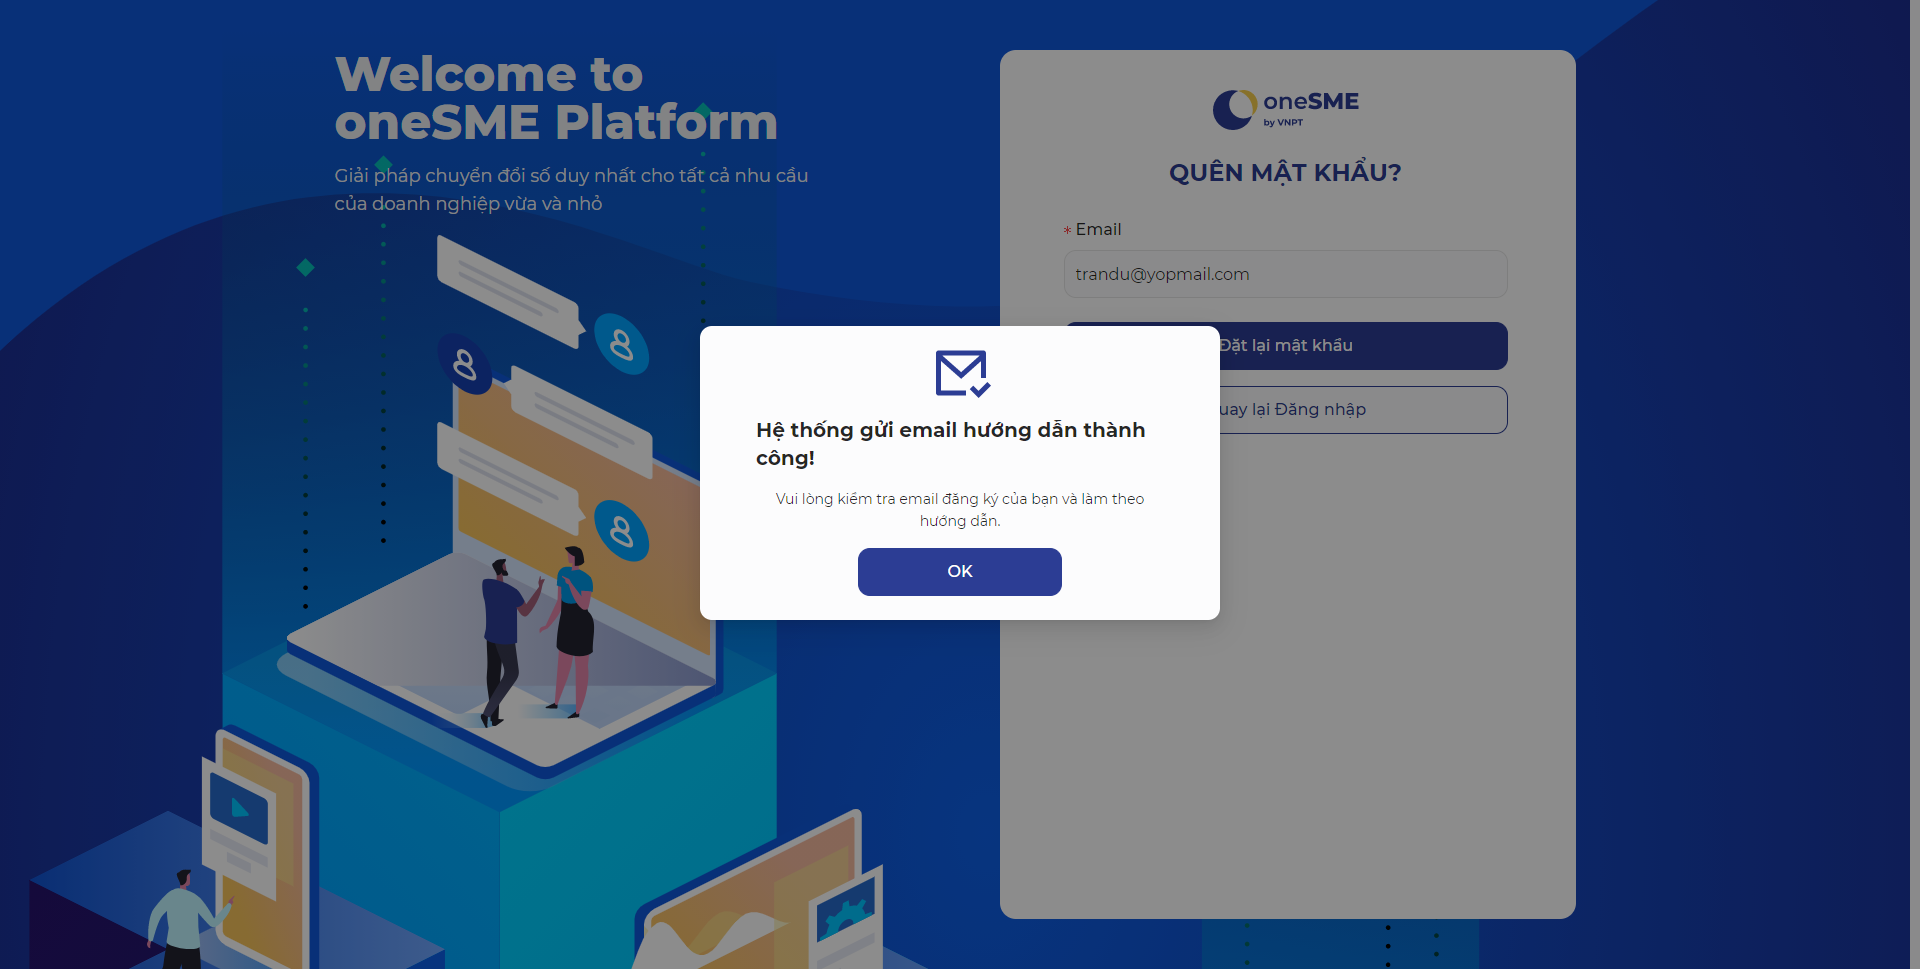 Welcome to
oneSME Platform
Giải pháp chuyển đổi số duy nhất cho tất cả nhu cầu
của doanh nghiệp vừa và nhỏ
oneSME
by VNPT
QUÊN MẬT KHẨU?
* Email
trandu@yopmail.com
Đặt lại mật khẩu
uay lại Đăng nhập
Hệ thống gửi email hướng dẫn thành
công!
Vui lòng kiểm tra email đăng ký của bạn và làm theo
hướng dẫn.
OK